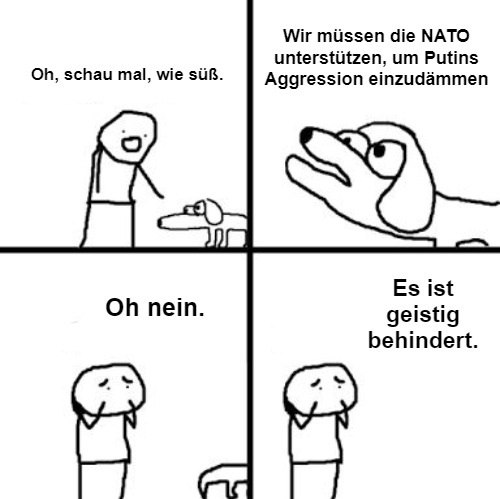 Oh, schau mal, wie süß.
Wir müssen die NATO
unterstützen, um Putins
Aggression einzudämmen
Oh nein.
Es ist
geistig
behindert.